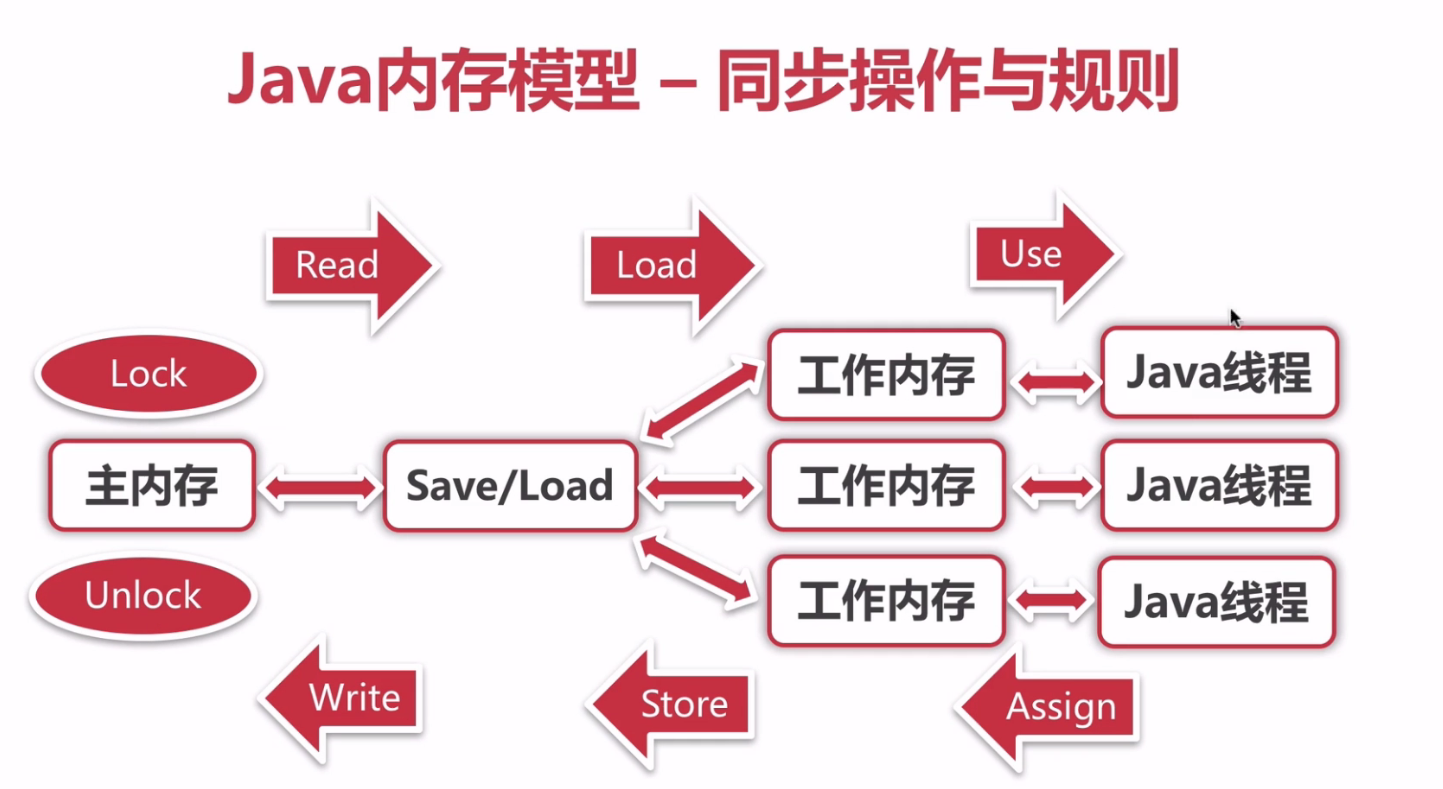 Java内存模型 – 同步操作与规则
Read
Load
Use
Lock
工作内存
Java线程
主内存
Save/Load
工作内存
Java线程
Unlock
工作内存
Java线程
Write
Store
Assign